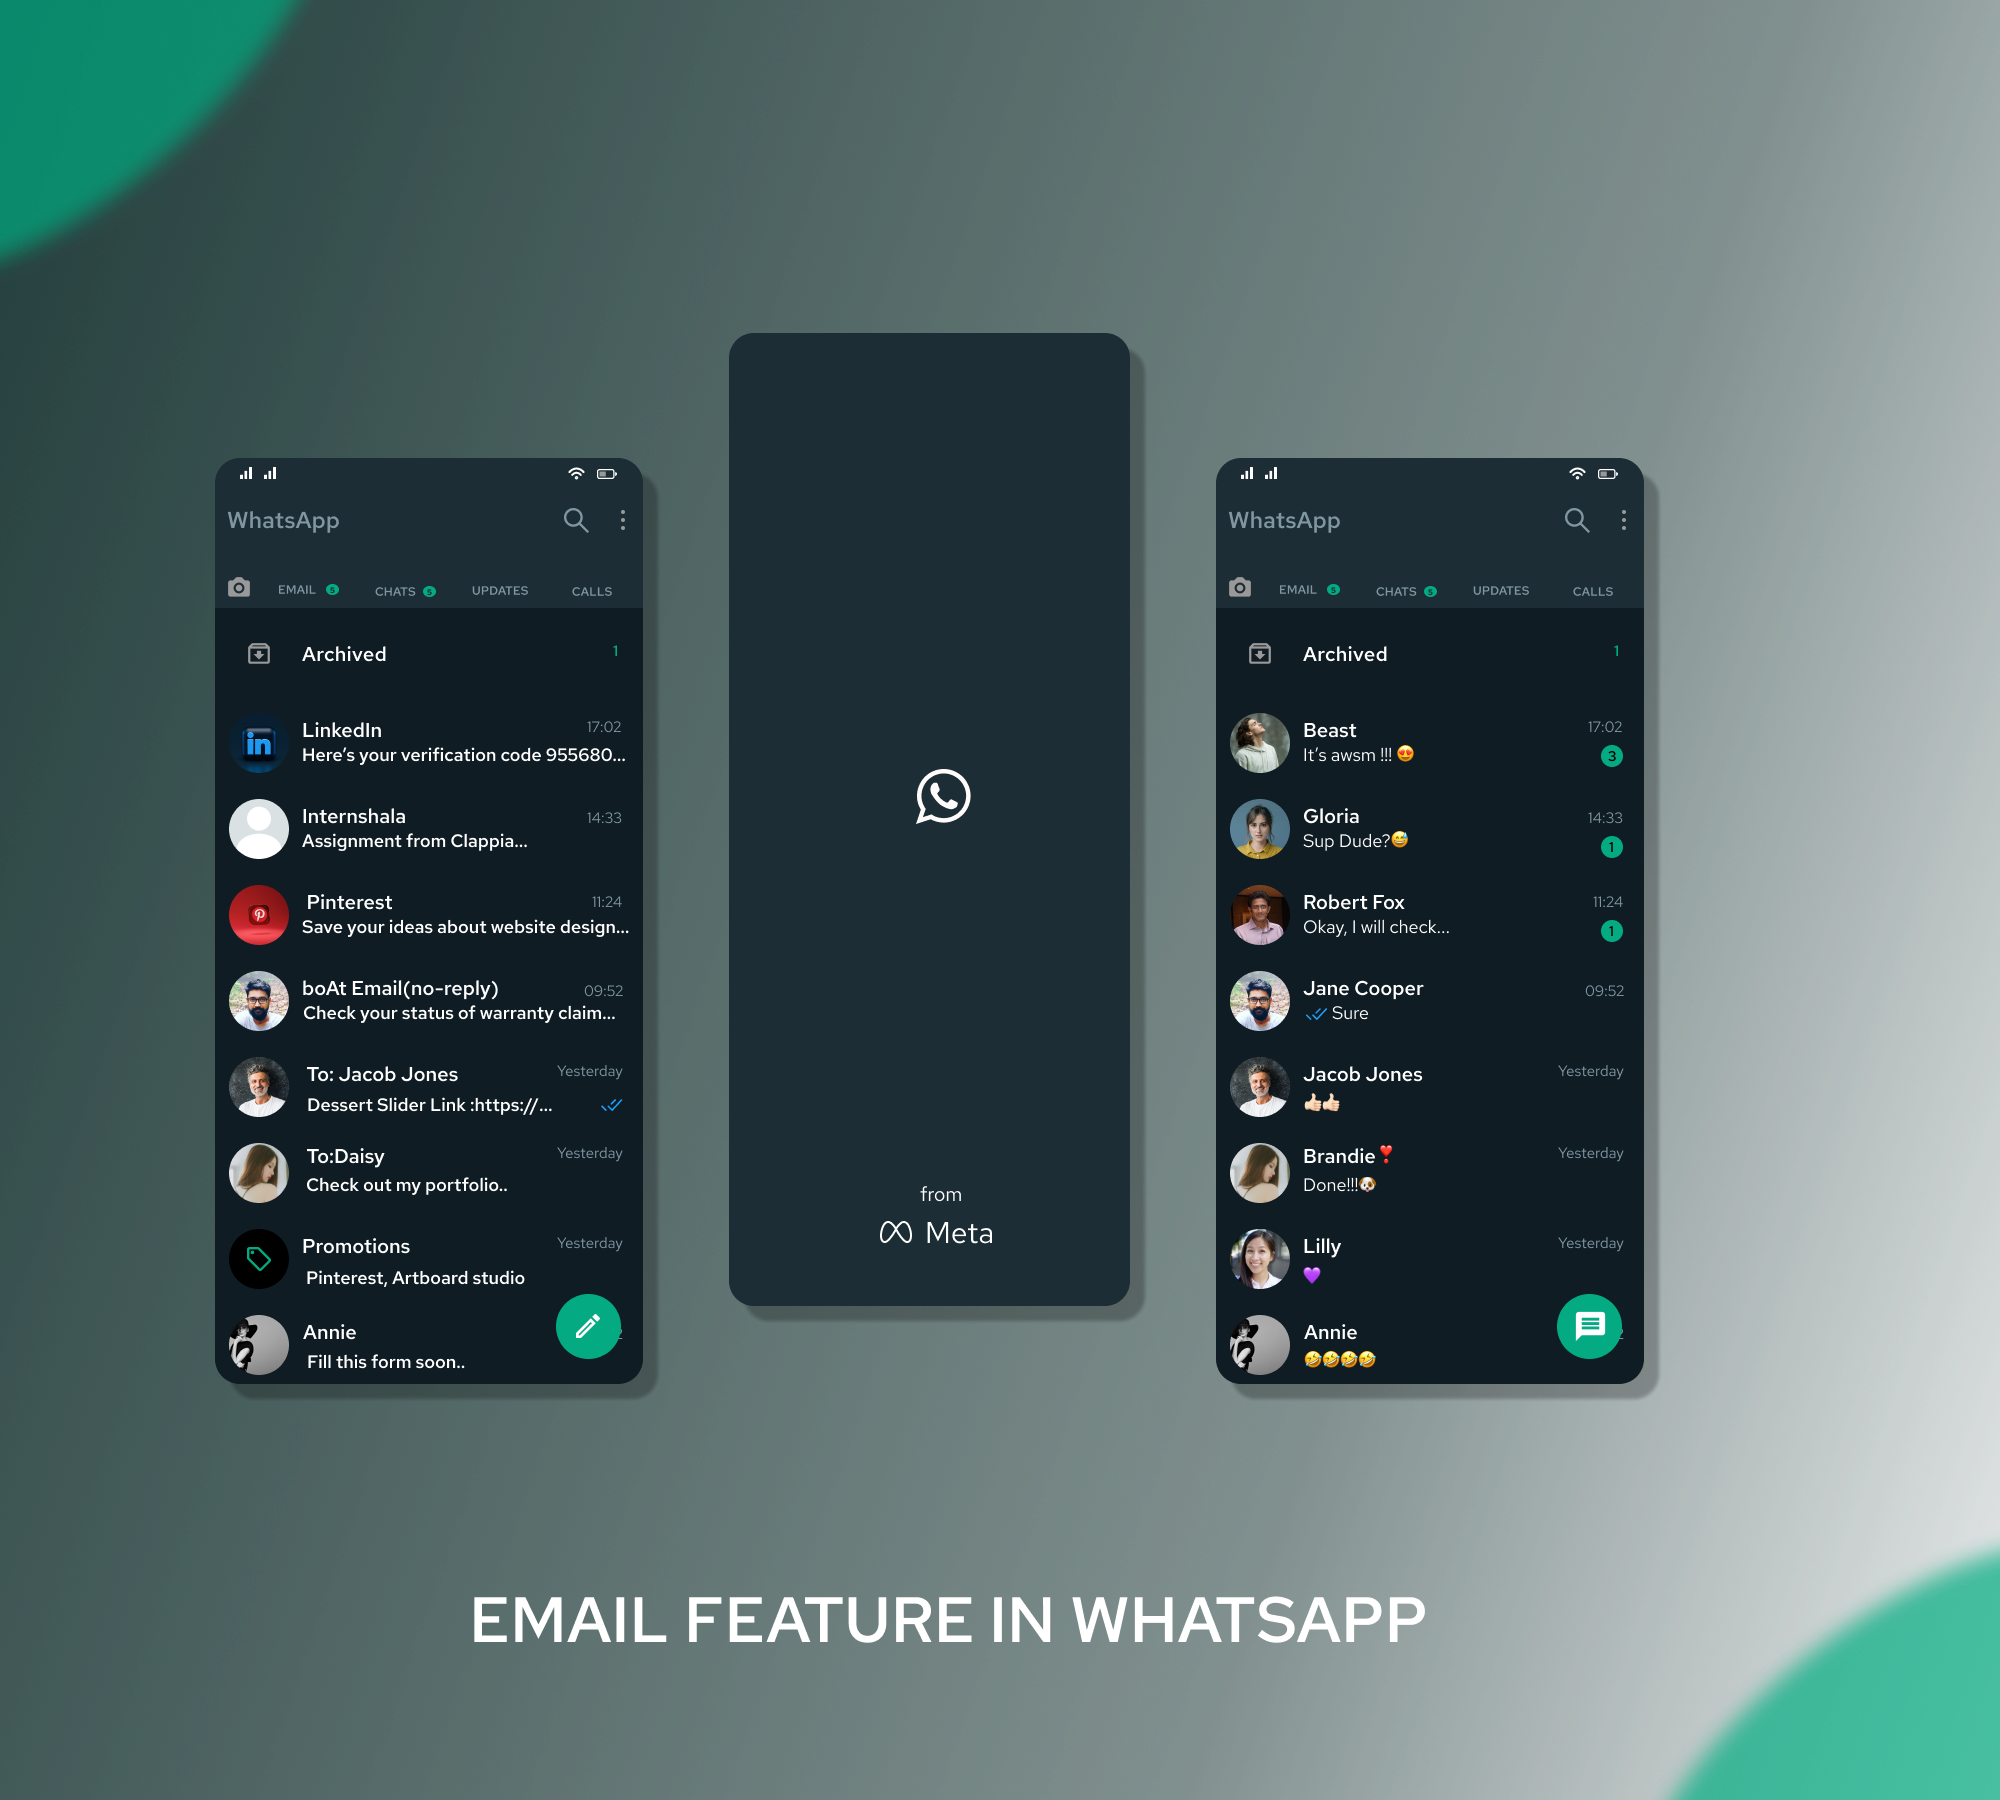 WhatsApp
EMAIL 5 CHATS 5 UPDATES CALLS
Archived 1
LinkedIn 17:02
Here's your verification code 955680...
Internshala 14:33
Assignment from Clappia...
Pinterest 11:24
Save your ideas about website design...
boAt Email(no-reply) 09:52
Check your status of warranty claim...
To: Jacob Jones Yesterday
Dessert Slider Link :https://...
To:Daisy Yesterday
Check out my portfolio..
Promotions Yesterday
Pinterest, Artboard studio
Annie
Fill this form soon..
from
Meta
WhatsApp
EMAIL 5 CHATS 5 UPDATES CALLS
Archived 1
Beast 17:02
It's awsm !!! 😍 3
Gloria 14:33
Sup Dude?😅 1
Robert Fox 11:24
Okay, I will check... 1
Jane Cooper 09:52
Sure
Jacob Jones Yesterday
👍🏻👍🏻
Brandie❣️ Yesterday
Done!!!🐶
Lilly Yesterday
💜
Annie
🤣🤣🤣🤣
EMAIL FEATURE IN WHATSAPP